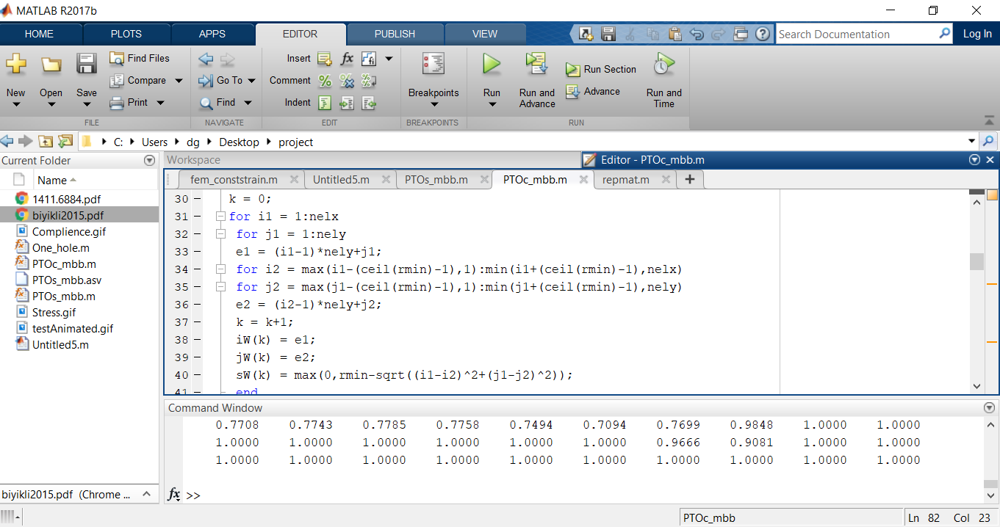 MATLAB R2017b
HOME PLOTS APPS EDITOR PUBLISH VIEW Search Documentation Log In
New Open Save Find Files Compare Print
Go To Find
Insert fx fi
Comment % % %
Indent
Breakpoints
Run Run and Advance Run Section Advance Run and Time
FILE NAVIGATE EDIT BREAKPOINTS RUN
C: Users dg Desktop project
Current Folder
Name
1411.6884.pdf
biyikli2015.pdf
Complience.gif
One_hole.m
PTOc_mbb.m
PTOs_mbb.asv
PTOs_mbb.m
Stress.gif
testAnimated.gif
Untitled5.m
biyikli2015.pdf (Chrome ...
Workspace
Editor - PTOc_mbb.m
fem_conststrain.m Untitled5.m PTOs_mbb.m PTOc_mbb.m repmat.m +
30 – k = 0;
31 – for i1 = 1:nelx
32 – for j1 = 1:nely
33 – e1 = (i1-1)*nely+j1;
34 – for i2 = max(i1-(ceil(rmin)-1),1):min(i1+(ceil(rmin)-1),nelx)
35 – for j2 = max(j1-(ceil(rmin)-1),1):min(j1+(ceil(rmin)-1),nely)
36 – e2 = (i2-1)*nely+j2;
37 – k = k+1;
38 – iW(k) = e1;
39 – jW(k) = e2;
40 – sW(k) = max(0,rmin-sqrt((i1-i2)^2+(j1-j2)^2));
41 – end
Command Window
0.7708 0.7743 0.7785 0.7758 0.7494 0.7094 0.7699 0.9848 1.0000 1.0000
1.0000 1.0000 1.0000 1.0000 1.0000 1.0000 0.9666 0.9081 1.0000 1.0000
1.0000 1.0000 1.0000 1.0000 1.0000 1.0000 1.0000 1.0000 1.0000 1.0000
fx >>
PTOc_mbb Ln 82 Col 23